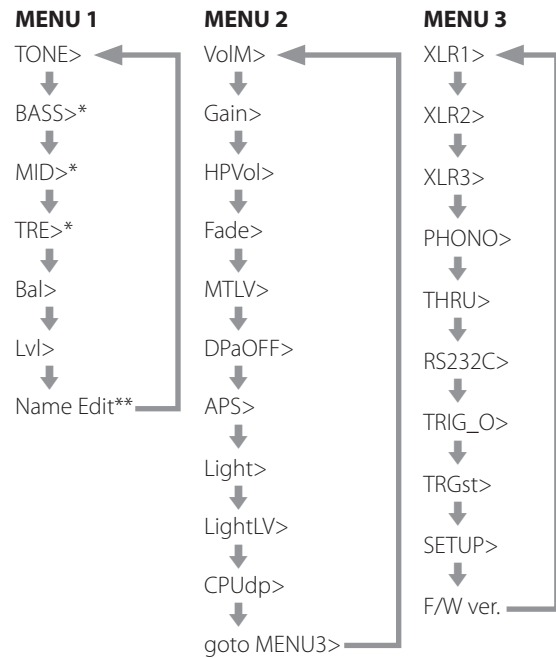 MENU 1
TONE>
BASS>*
MID>*
TRE>*
Bal>
Lvl>
Name Edit**
MENU 2
VolM>
Gain>
HPVol>
Fade>
MTLV>
DPaOFF>
APS>
Light>
LightLV>
CPUdp>
goto MENU3>
MENU 3
XLR1>
XLR2>
XLR3>
PHONO>
THRU>
RS232C>
TRIG_O>
TRGst>
SETUP>
F/W ver.